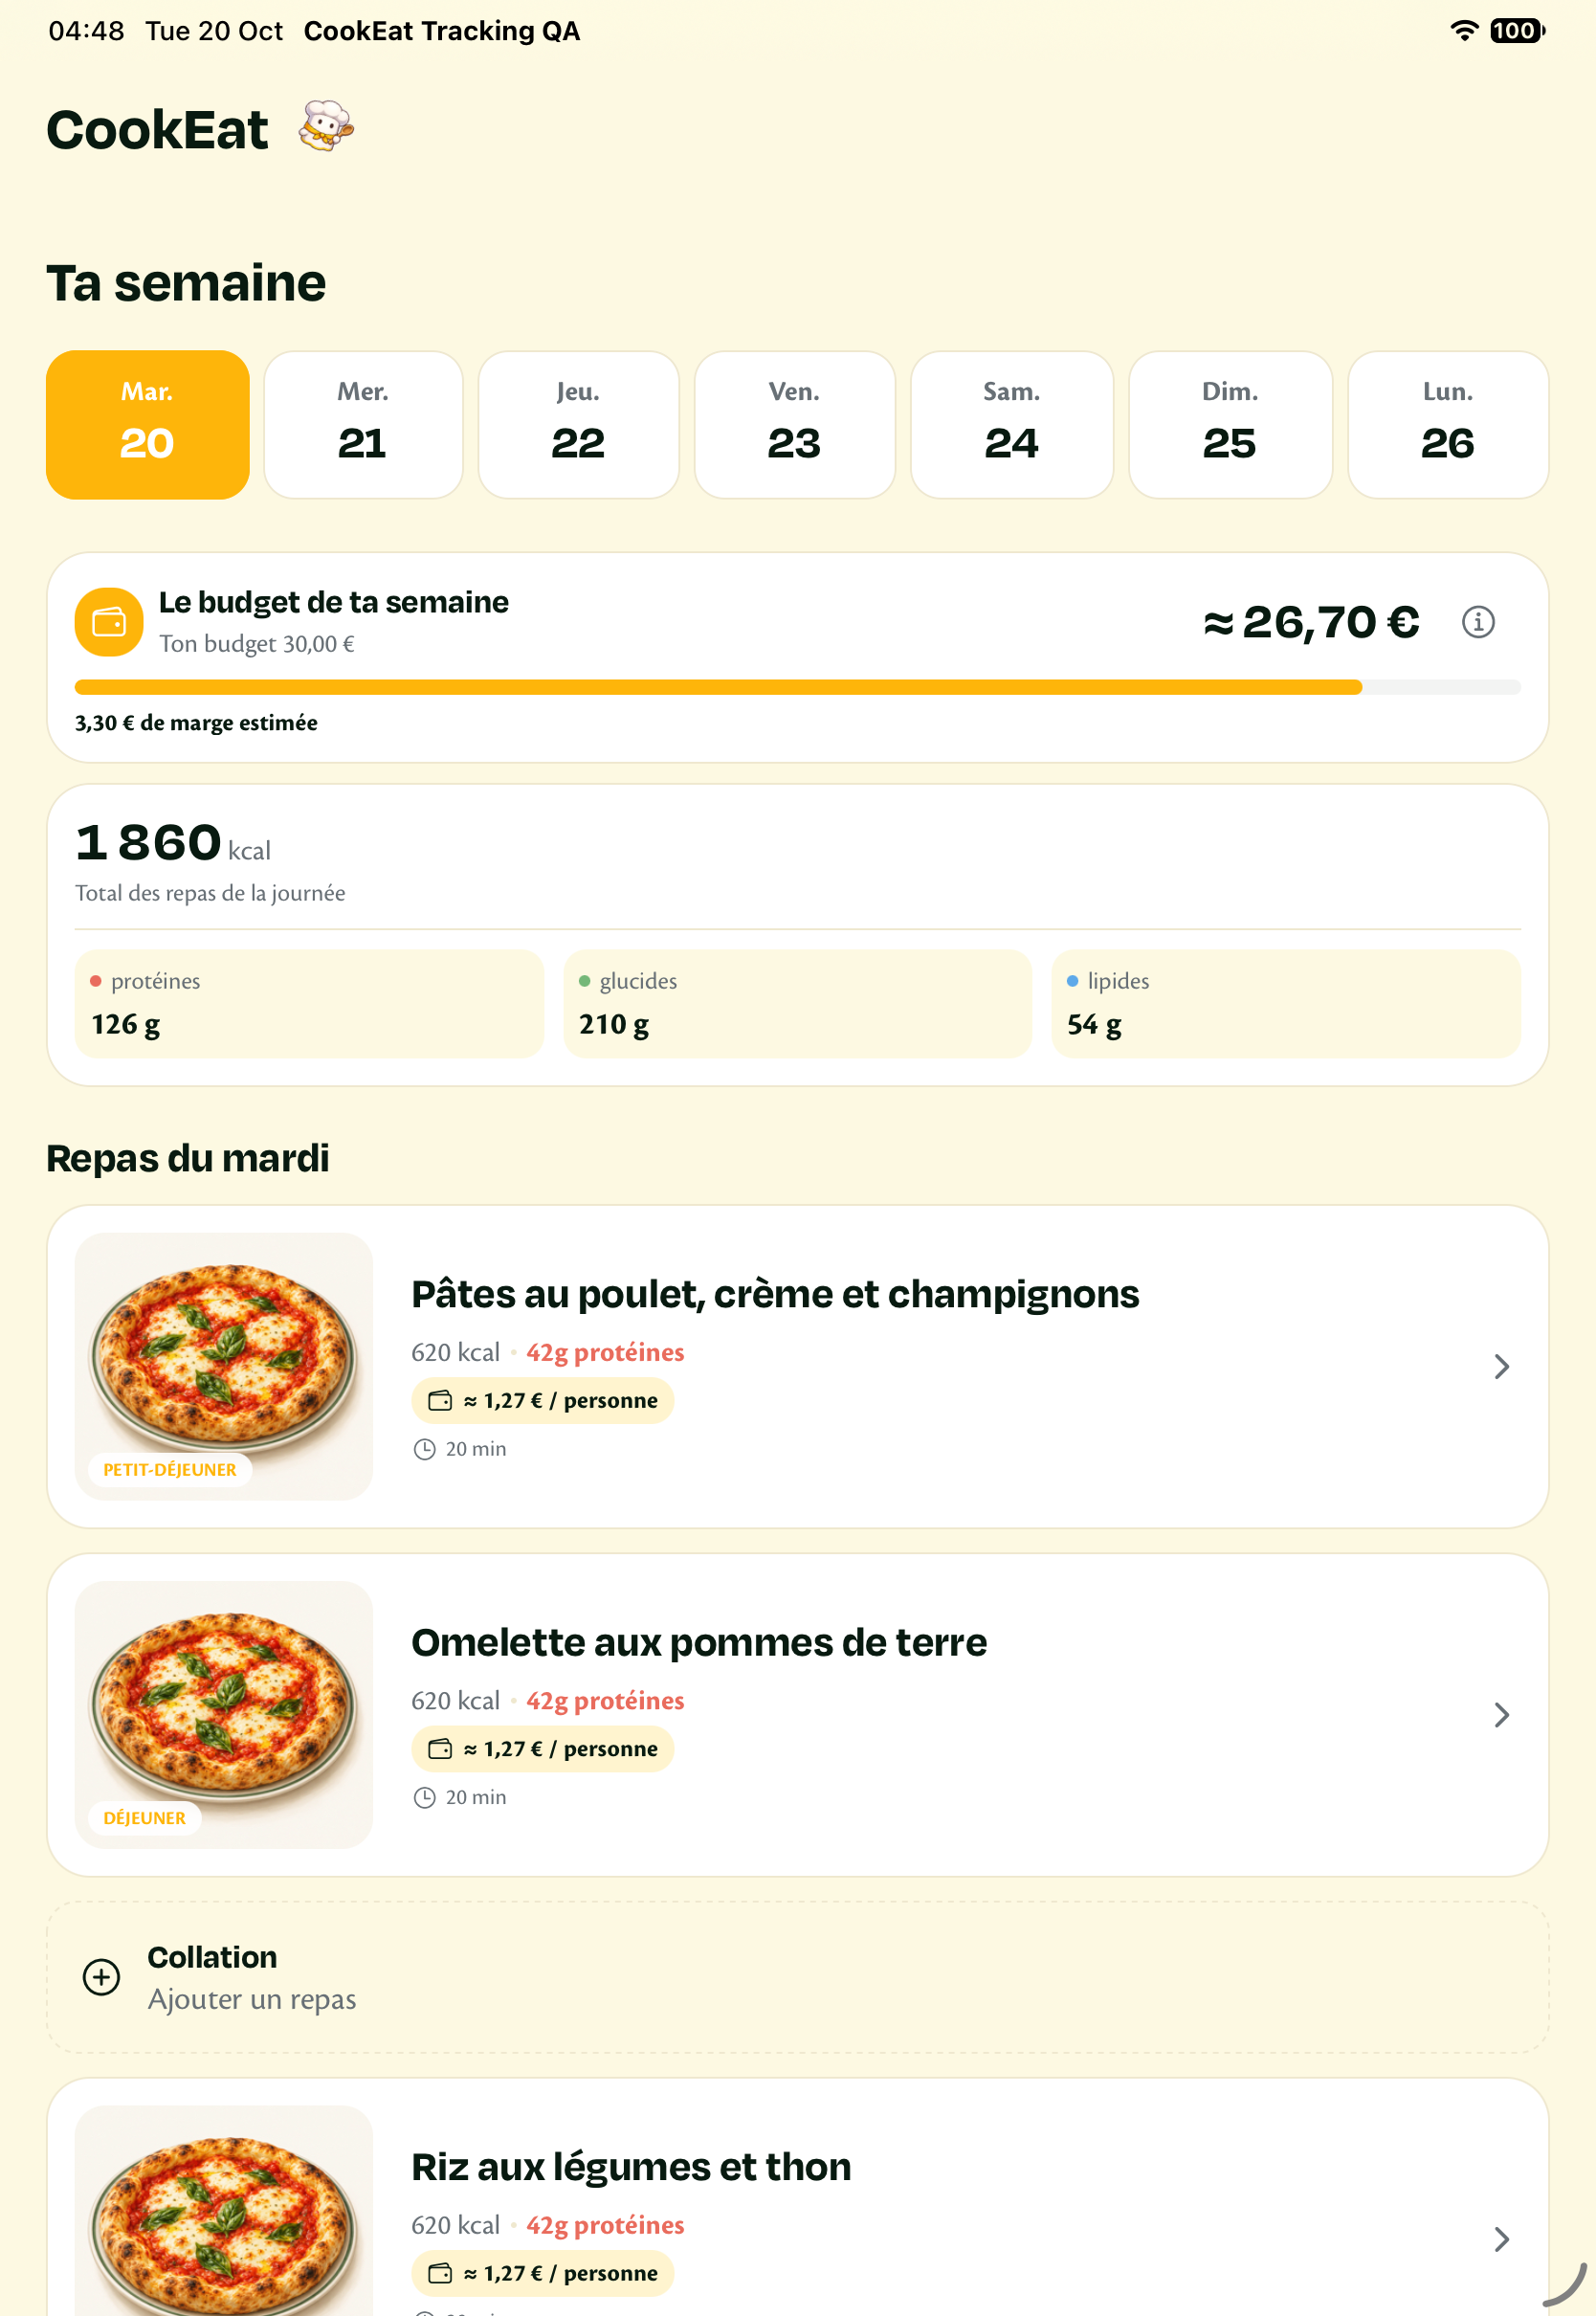 04:48 Tue 20 Oct CookEat Tracking QA 100
CookEat
Ta semaine
Mar. Mer. Jeu. Ven. Sam. Dim. Lun.
20 21 22 23 24 25 26
Le budget de ta semaine
Ton budget 30,00 €
≈ 26,70 €
3,30 € de marge estimée
1 860 kcal
Total des repas de la journée
protéines glucides lipides
126 g 210 g 54 g
Repas du mardi
Pâtes au poulet, crème et champignons
620 kcal • 42g protéines
≈ 1,27 € / personne
20 min
PETIT-DÉJEUNER
Omelette aux pommes de terre
620 kcal • 42g protéines
≈ 1,27 € / personne
20 min
DÉJEUNER
Collation
Ajouter un repas
Riz aux légumes et thon
620 kcal • 42g protéines
≈ 1,27 € / personne